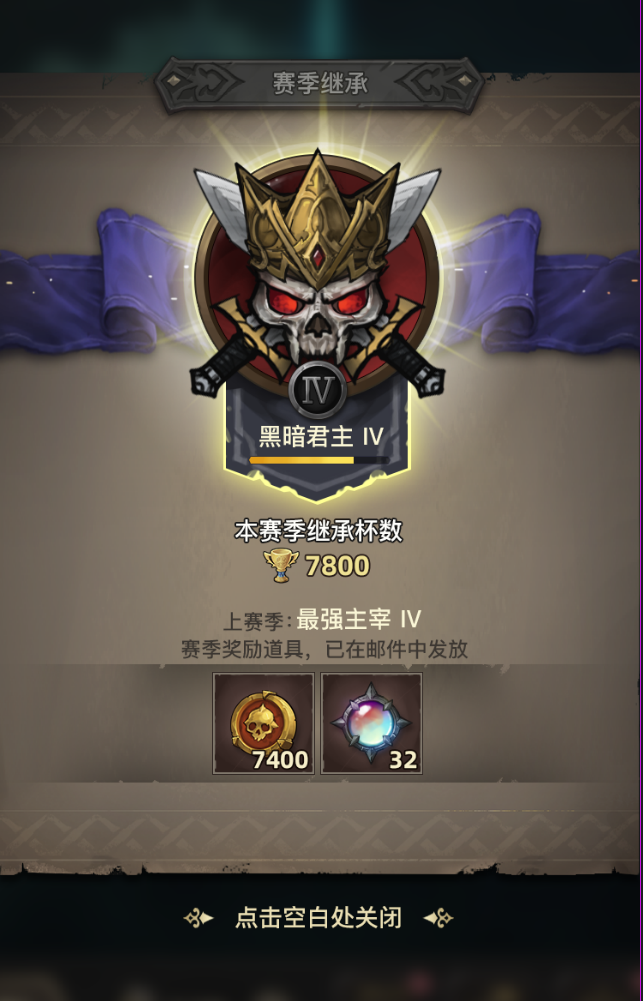 赛季继承
IV
黑暗君主 IV
本赛季继承杯数
7800
上赛季:最强主宰 IV
赛季奖励道具，已在邮件中发放
7400 32
点击空白处关闭